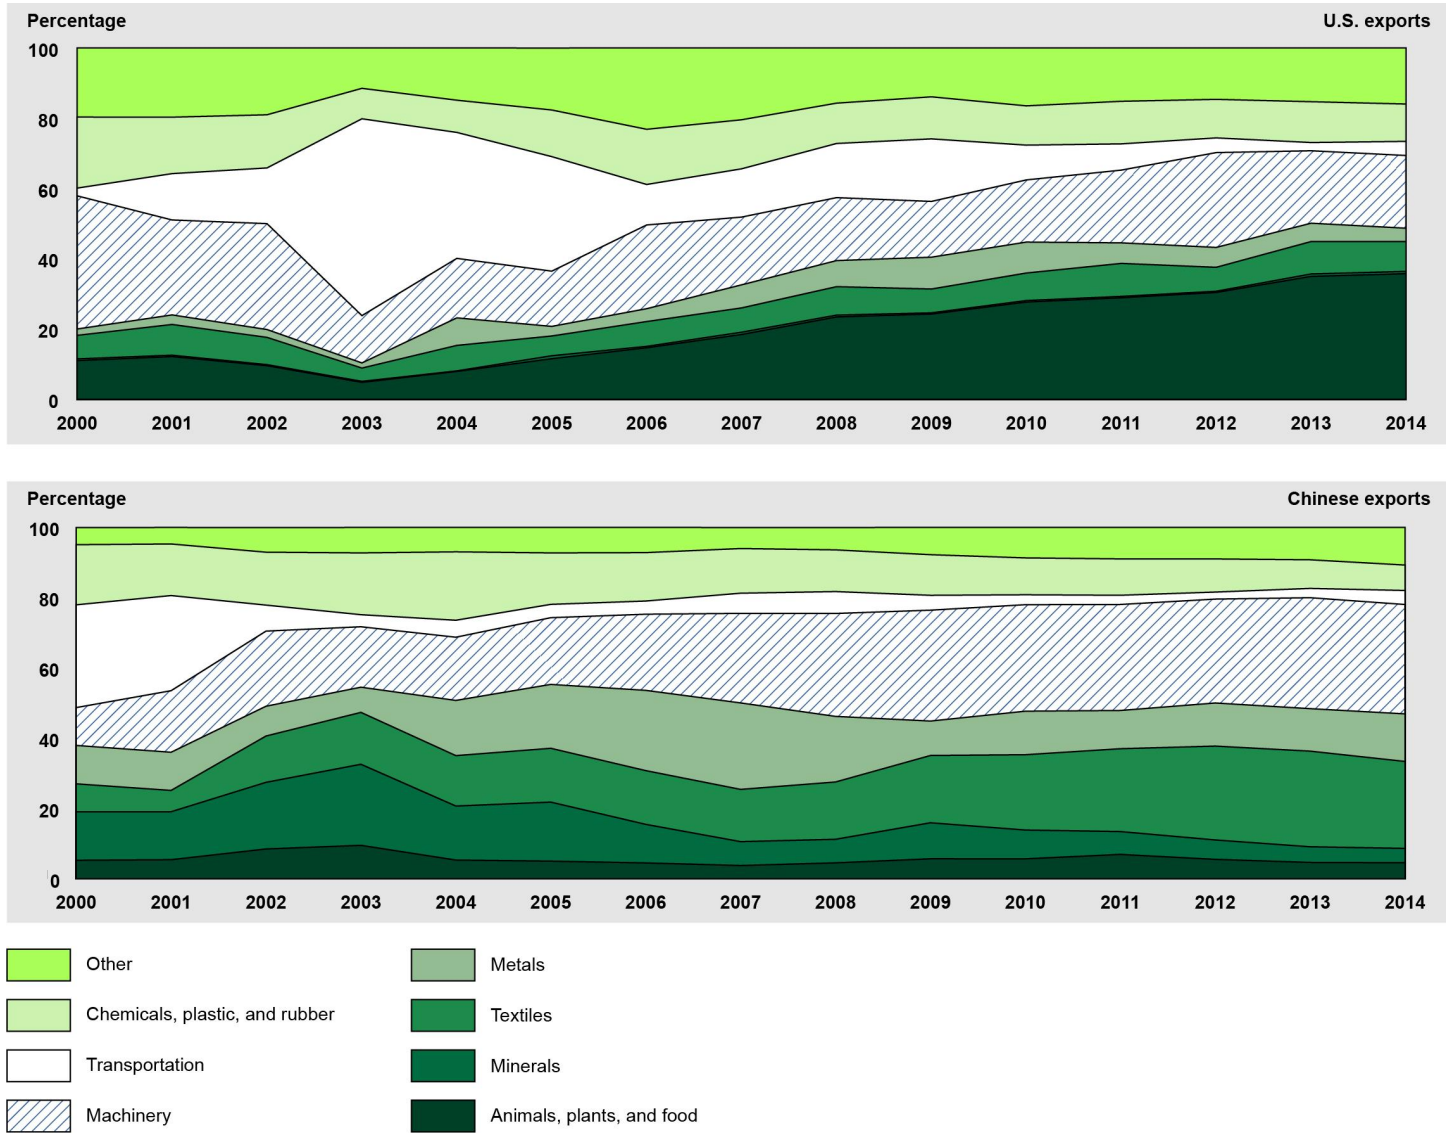 Percentage U.S. exports
100
80
60
40
20
0
2000 2001 2002 2003 2004 2005 2006 2007 2008 2009 2010 2011 2012 2013 2014
Percentage Chinese exports
100
80
60
40
20
0
2000 2001 2002 2003 2004 2005 2006 2007 2008 2009 2010 2011 2012 2013 2014
Other
Chemicals, plastic, and rubber
Transportation
Machinery
Metals
Textiles
Minerals
Animals, plants, and food